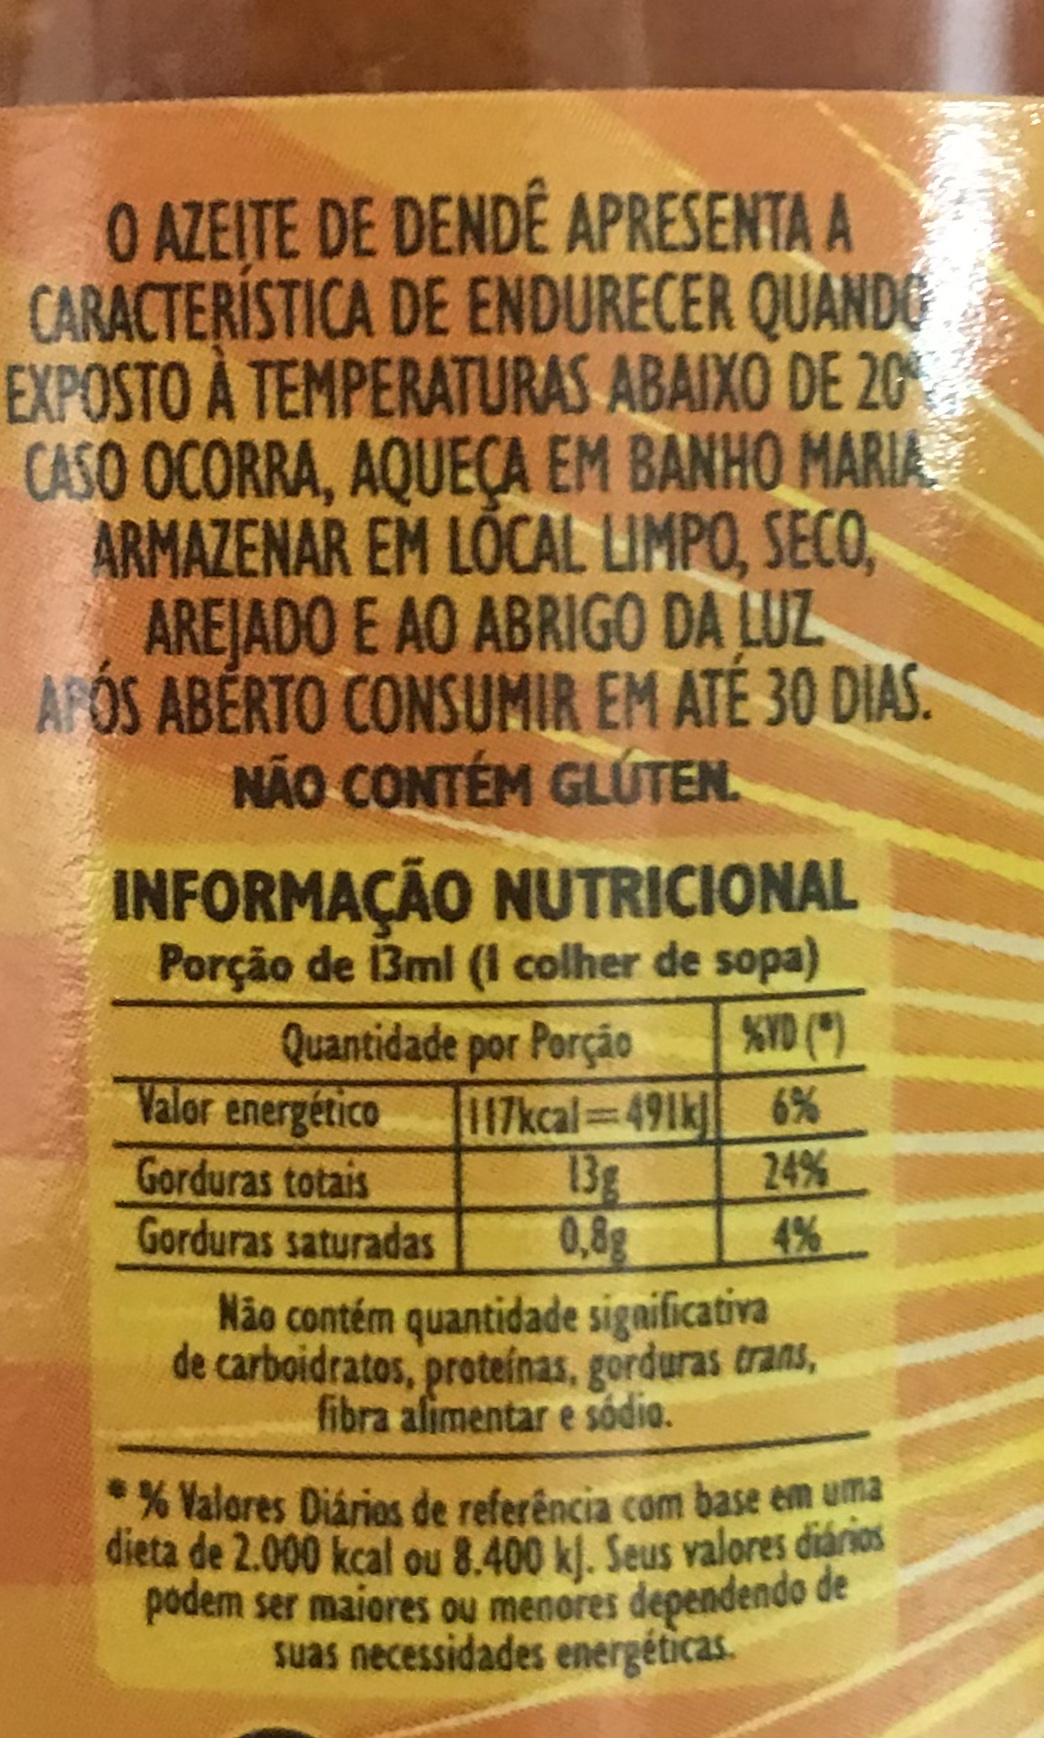 O AZEITE DE DENDÊ APRESENTA A
CARACTERÍSTICA DE ENDURECER QUANDO
EXPOSTO À TEMPERATURAS ABAIXO DE 20º
CASO OCORRA, AQUEÇA EM BANHO MARIA.
ARMAZENAR EM LOCAL LIMPO, SECO,
AREJADO E AO ABRIGO DA LUZ.
APÓS ABERTO CONSUMIR EM ATÉ 30 DIAS.
NÃO CONTÉM GLÚTEN.
INFORMAÇÃO NUTRICIONAL
Porção de 13ml (1 colher de sopa)
Quantidade por Porção %VD (*)
Valor energético 117kcal=491kJ 6%
Gorduras totais 13g 24%
Gorduras saturadas 0,8g 4%
Não contém quantidade significativa
de carboidratos, proteínas, gorduras trans,
fibra alimentar e sódio.
* % Valores Diários de referência com base em uma
dieta de 2.000 kcal ou 8.400 kJ. Seus valores diários
podem ser maiores ou menores dependendo de
suas necessidades energéticas.